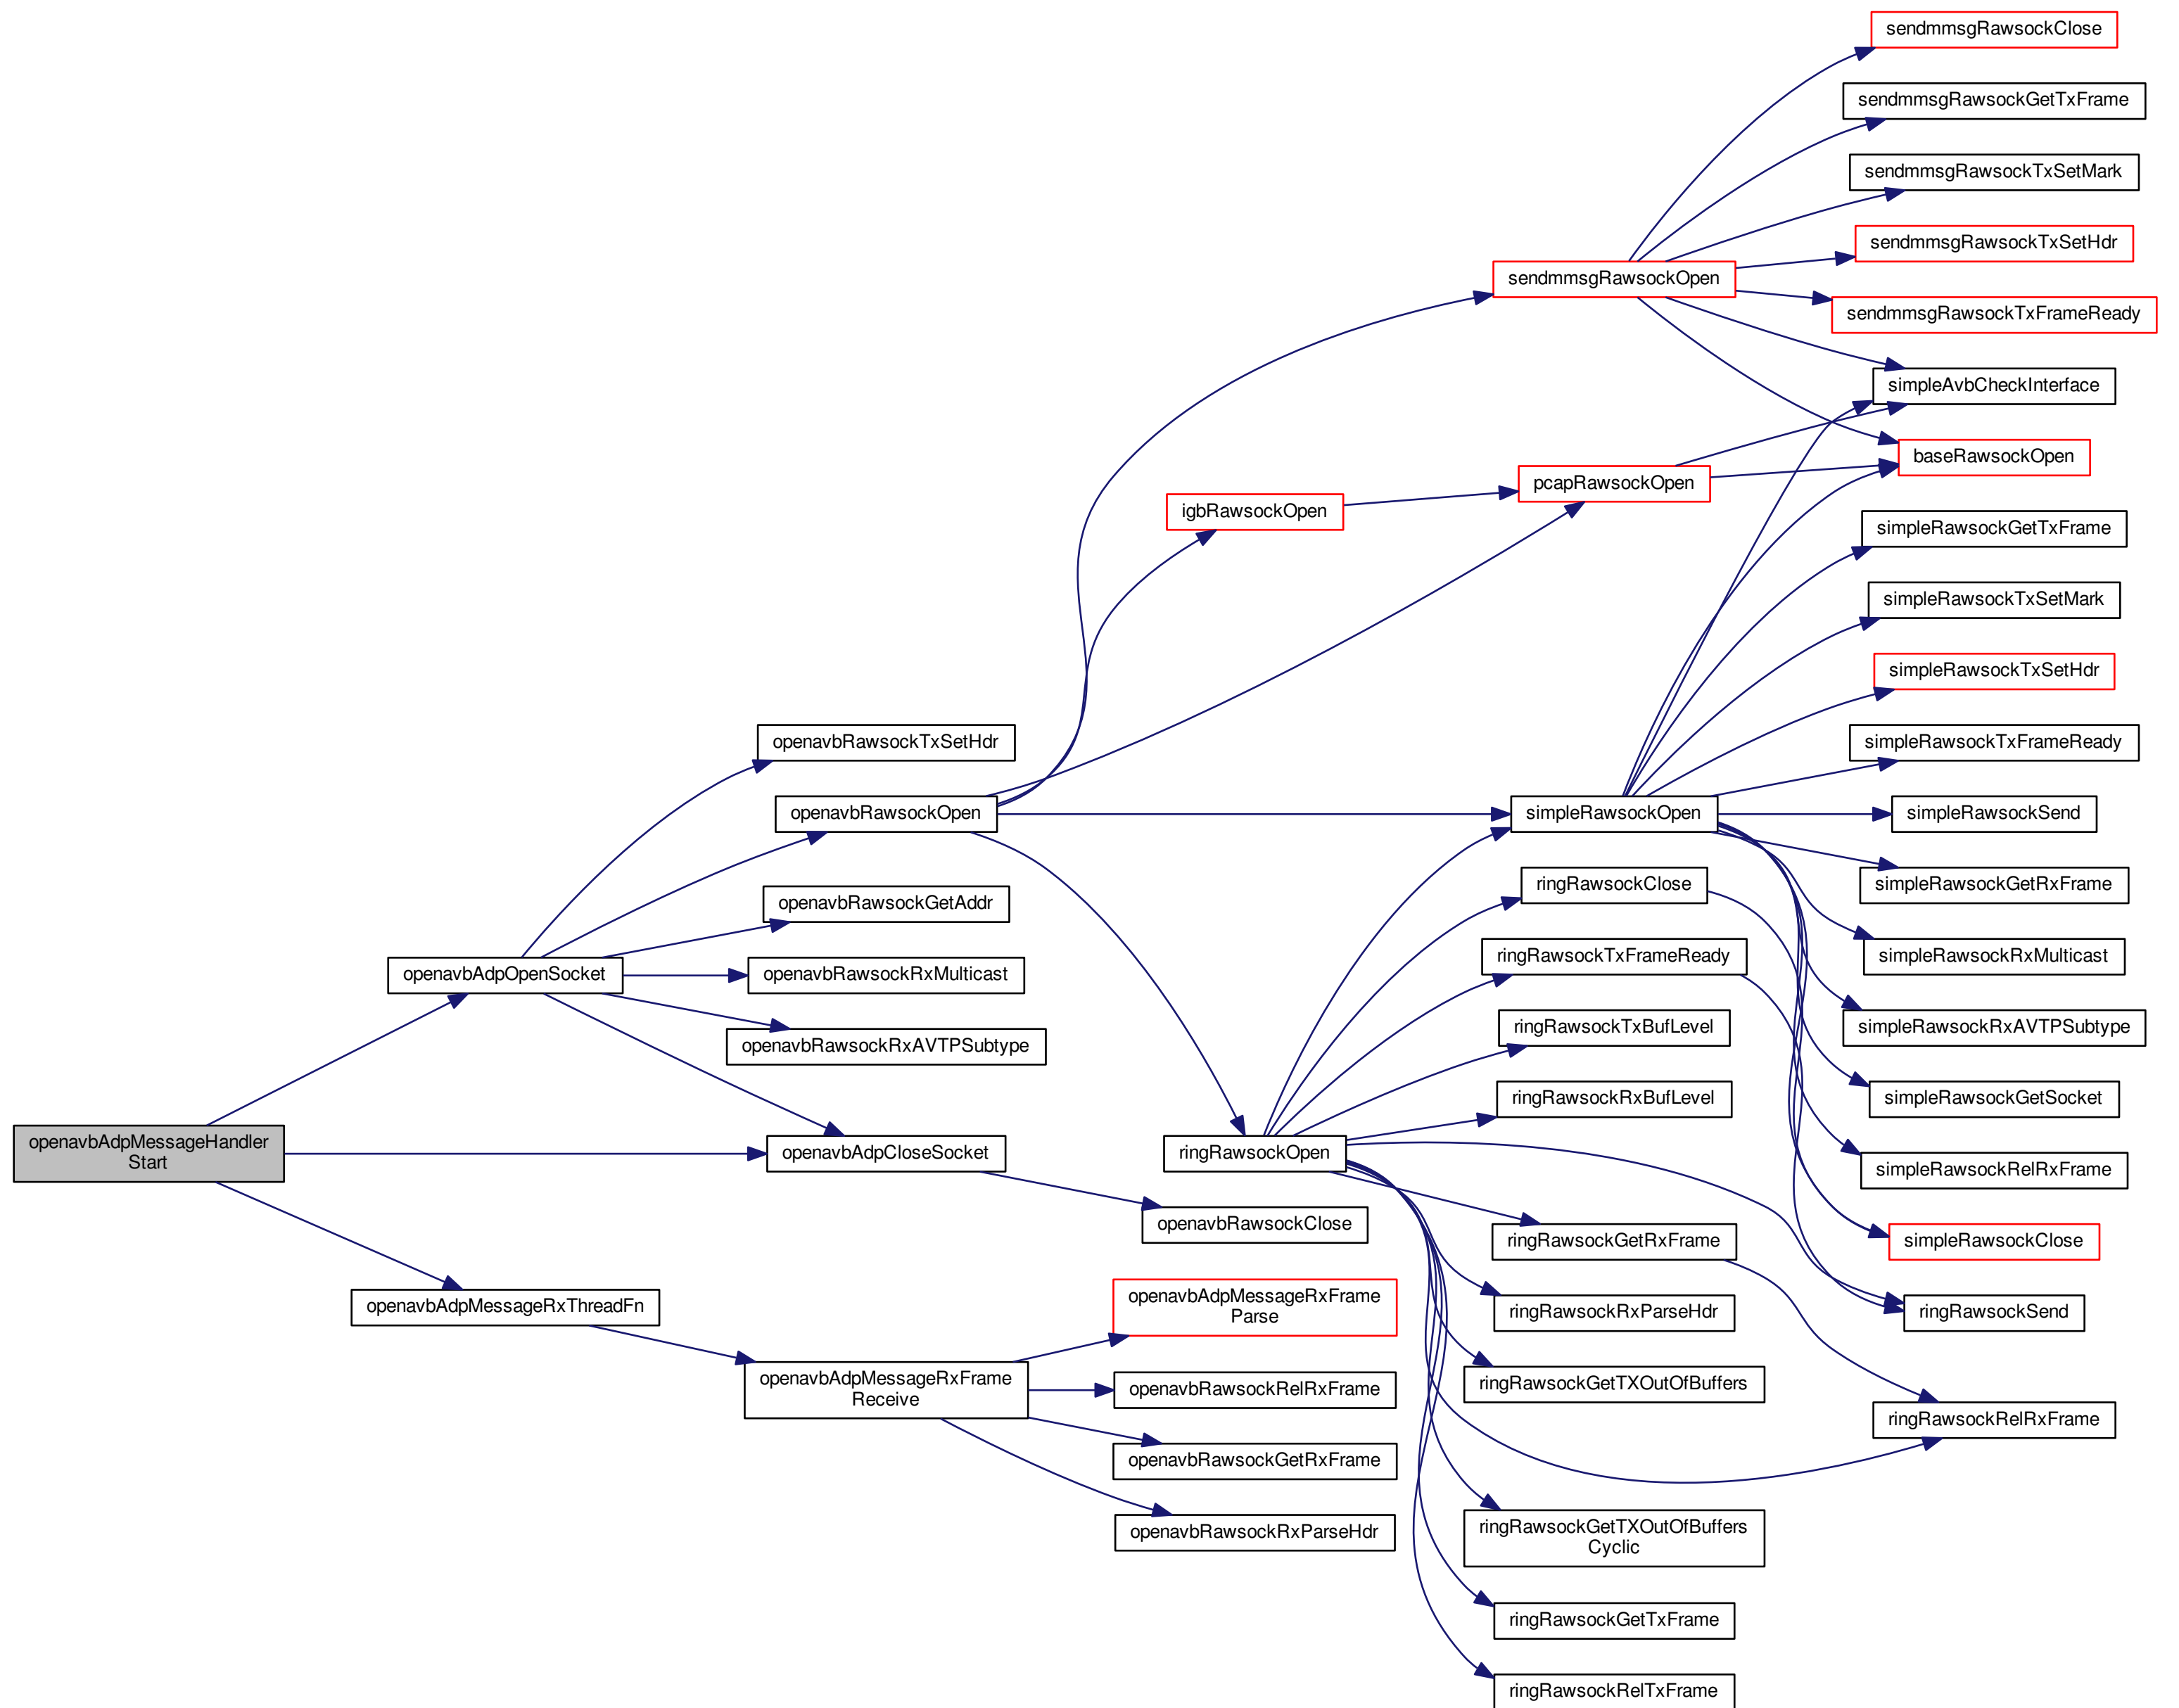 sendmmsgRawsockClose
sendmmsgRawsockGetTxFrame
sendmmsgRawsockTxSetMark
sendmmsgRawsockTxSetHdr
sendmmsgRawsockOpen
sendmmsgRawsockTxFrameReady
simpleAvbCheckInterface
baseRawsockOpen
pcapRawsockOpen
igbRawsockOpen
simpleRawsockGetTxFrame
simpleRawsockTxSetMark
simpleRawsockTxSetHdr
openavbRawsockTxSetHdr
simpleRawsockTxFrameReady
openavbRawsockOpen
simpleRawsockOpen
simpleRawsockSend
ringRawsockClose
simpleRawsockGetRxFrame
openavbRawsockGetAddr
ringRawsockTxFrameReady
simpleRawsockRxMulticast
openavbAdpOpenSocket
openavbRawsockRxMulticast
ringRawsockTxBufLevel
simpleRawsockRxAVTPSubtype
openavbRawsockRxAVTPSubtype
ringRawsockRxBufLevel
simpleRawsockGetSocket
openavbAdpMessageHandler
Start
openavbAdpCloseSocket
ringRawsockOpen
simpleRawsockRelRxFrame
openavbRawsockClose
ringRawsockGetRxFrame
simpleRawsockClose
openavbAdpMessageRxThreadFn
openavbAdpMessageRxFrame
Parse
ringRawsockRxParseHdr
ringRawsockSend
openavbAdpMessageRxFrame
Receive
openavbRawsockRelRxFrame
ringRawsockGetTXOutOfBuffers
ringRawsockRelRxFrame
openavbRawsockGetRxFrame
openavbRawsockRxParseHdr
ringRawsockGetTXOutOfBuffers
Cyclic
ringRawsockGetTxFrame
ringRawsockRelTxFrame